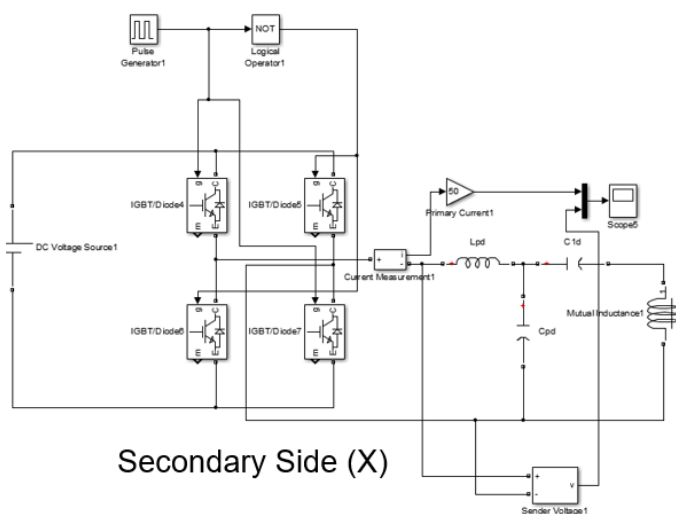 NOT
Pulse
Generator1
Logical
Operator1
g
C
m
E
IGBT/Diode4
g
C
m
E
IGBT/Diode5
50
Primary Current1
Scope5
DC Voltage Source1
+
i
-
Current Measurement1
Lpd
C1d
Mutual Inductance1
g
C
m
E
IGBT/Diode6
g
C
m
E
IGBT/Diode7
+
Cpd
Secondary Side (X)
+
-
v
Sender Voltage1